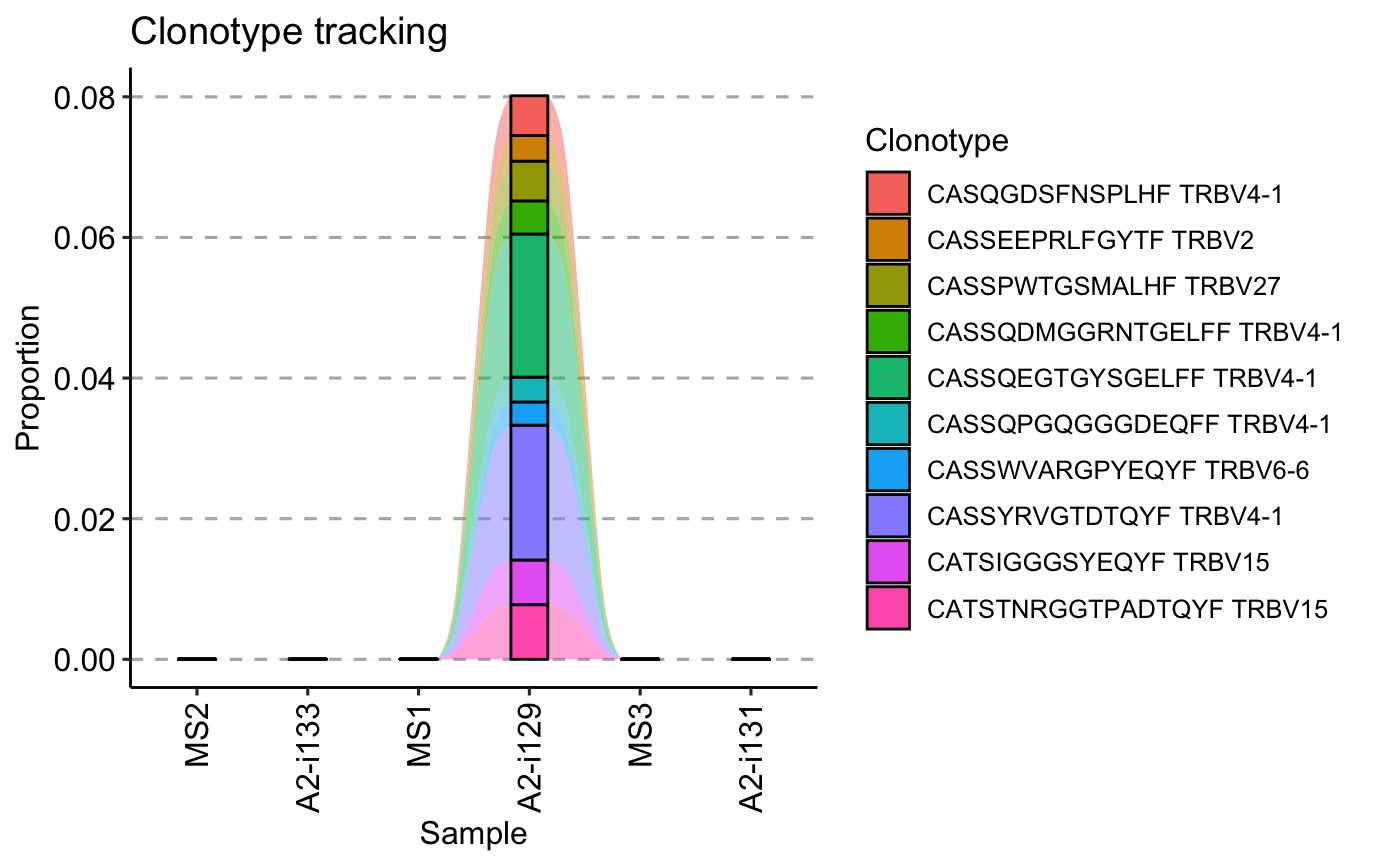 Clonotype tracking
Proportion
0.08
0.06
0.04
0.02
0.00
MS2
A2-i133
MS1
A2-i129
MS3
A2-i131
Sample
Clonotype
CASQGDSFNSPLHF TRBV4-1
CASSEEPRLFGYTF TRBV2
CASSPWTGSMALHF TRBV27
CASSQDMGGRNTGELFF TRBV4-1
CASSQEGTGYSGELFF TRBV4-1
CASSQPGQGGGDEQFF TRBV4-1
CASSWVARGPYEQYF TRBV6-6
CASSYRVGTDTQYF TRBV4-1
CATSIGGGSYEQYF TRBV15
CATSTNRGGTPADTQYF TRBV15